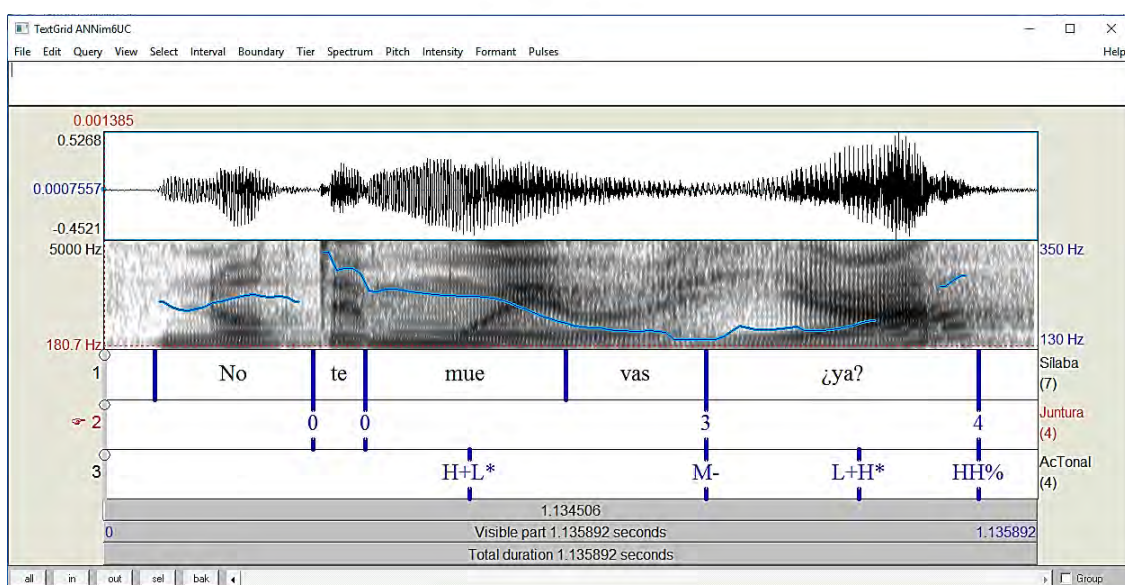 TextGrid ANNim6UC
File Edit Query View Select Interval Boundary Tier Spectrum Pitch Intensity Formant Pulses Help
0.001385
0.5268
0.0007557
-0.4521
5000 Hz 350 Hz
180.7 Hz 130 Hz
1 No te mue vas ¿ya? Sílaba (7)
2 0 0 3 4 Juntura (4)
3 H+L* M- L+H* HH% AcTonal (4)
1.134506
0 Visible part 1.135892 seconds 1.135892
Total duration 1.135892 seconds
all in out sel bak Group